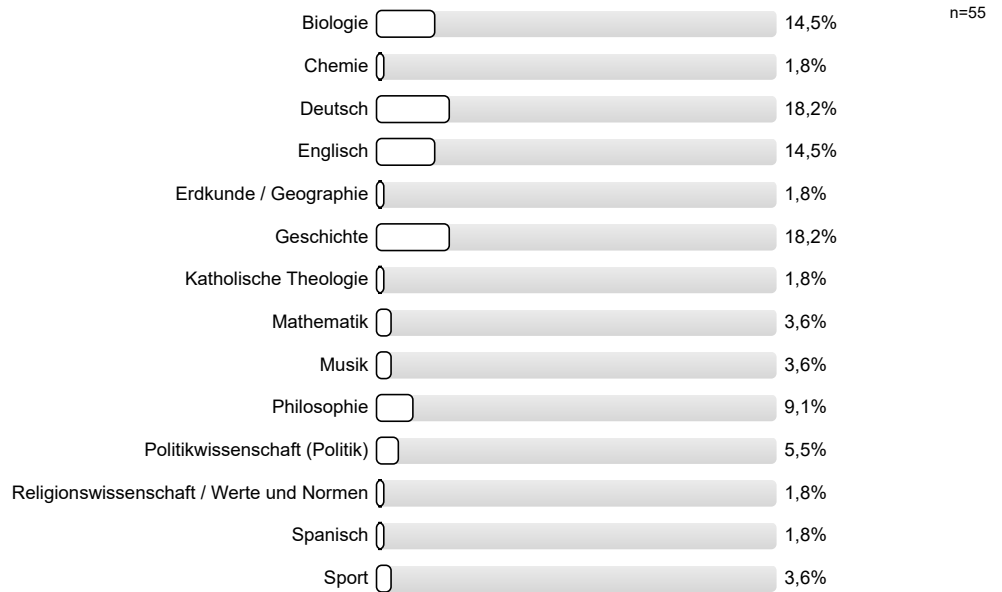 n=55
Biologie 14,5%
Chemie 1,8%
Deutsch 18,2%
Englisch 14,5%
Erdkunde / Geographie 1,8%
Geschichte 18,2%
Katholische Theologie 1,8%
Mathematik 3,6%
Musik 3,6%
Philosophie 9,1%
Politikwissenschaft (Politik) 5,5%
Religionswissenschaft / Werte und Normen 1,8%
Spanisch 1,8%
Sport 3,6%